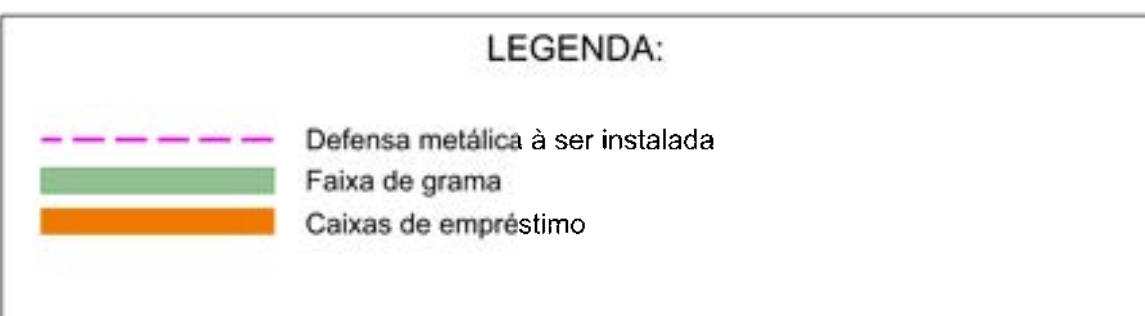 LEGENDA:
Defensa metálica à ser instalada
Faixa de grama
Caixas de empréstimo